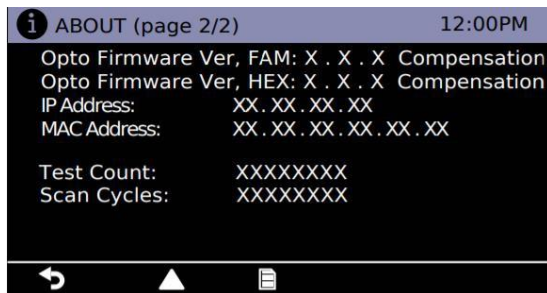 i ABOUT (page 2/2) 12:00PM
Opto Firmware Ver, FAM: X . X . X Compensation
Opto Firmware Ver, HEX: X . X . X Compensation
IP Address: XX . XX . XX . XX
MAC Address: XX . XX . XX . XX . XX . XX
Test Count: XXXXXXXX
Scan Cycles: XXXXXXXX